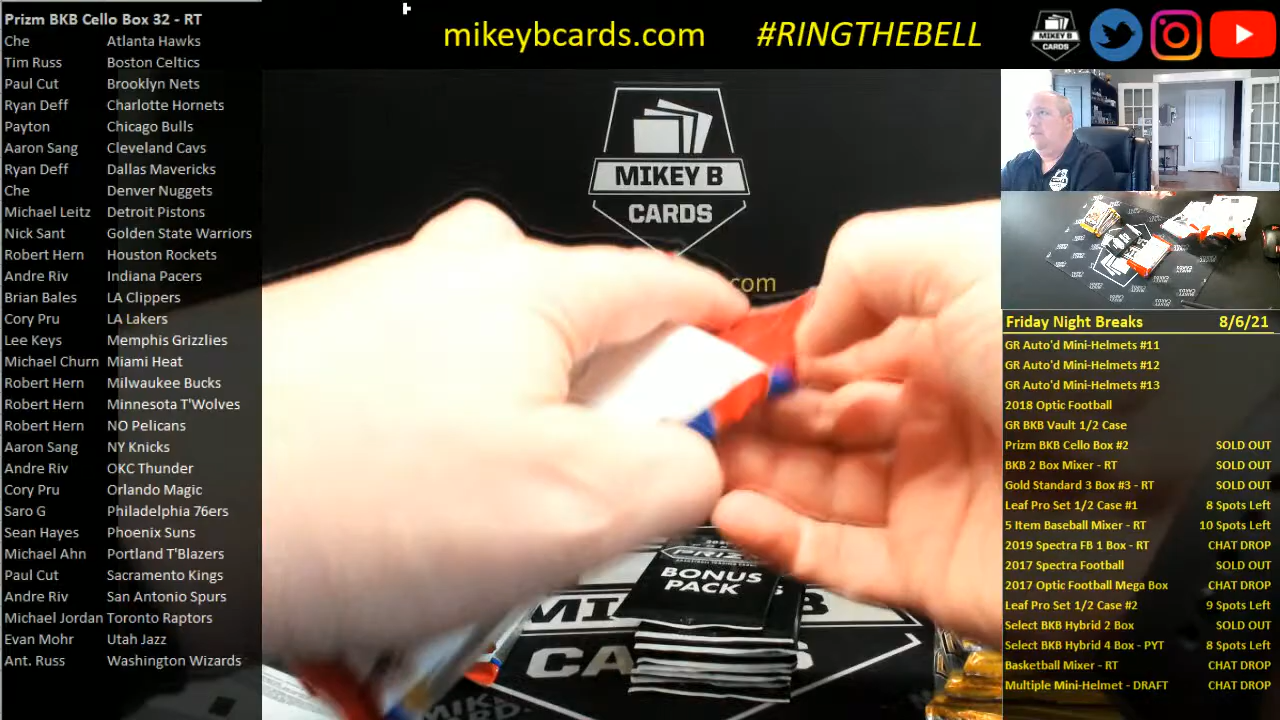 Prizm BKB Cello Box 32 - RT
Che Atlanta Hawks
Tim Russ Boston Celtics
Paul Cut Brooklyn Nets
Ryan Deff Charlotte Hornets
Payton Chicago Bulls
Aaron Sang Cleveland Cavs
Ryan Deff Dallas Mavericks
Che Denver Nuggets
Michael Leitz Detroit Pistons
Nick Sant Golden State Warriors
Robert Hern Houston Rockets
Andre Riv Indiana Pacers
Brian Bales LA Clippers
Cory Pru LA Lakers
Lee Keys Memphis Grizzlies
Michael Churn Miami Heat
Robert Hern Milwaukee Bucks
Robert Hern Minnesota T'Wolves
Robert Hern NO Pelicans
Aaron Sang NY Knicks
Andre Riv OKC Thunder
Cory Pru Orlando Magic
Saro G Philadelphia 76ers
Sean Hayes Phoenix Suns
Michael Ahn Portland T'Blazers
Paul Cut Sacramento Kings
Andre Riv San Antonio Spurs
Michael Jordan Toronto Raptors
Evan Mohr Utah Jazz
Ant. Russ Washington Wizards
mikeybcards.com #RINGTHEBELL
MIKEY B
CARDS
MIKEY B
CARDS
.com
PRIZM
BONUS
PACK
Friday Night Breaks 8/6/21
GR Auto'd Mini-Helmets #11
GR Auto'd Mini-Helmets #12
GR Auto'd Mini-Helmets #13
2018 Optic Football
GR BKB Vault 1/2 Case
Prizm BKB Cello Box #2 SOLD OUT
BKB 2 Box Mixer - RT SOLD OUT
Gold Standard 3 Box #3 - RT SOLD OUT
Leaf Pro Set 1/2 Case #1 8 Spots Left
5 Item Baseball Mixer - RT 10 Spots Left
2019 Spectra FB 1 Box - RT CHAT DROP
2017 Spectra Football SOLD OUT
2017 Optic Football Mega Box CHAT DROP
Leaf Pro Set 1/2 Case #2 9 Spots Left
Select BKB Hybrid 2 Box SOLD OUT
Select BKB Hybrid 4 Box - PYT 8 Spots Left
Basketball Mixer - RT CHAT DROP
Multiple Mini-Helmet - DRAFT CHAT DROP